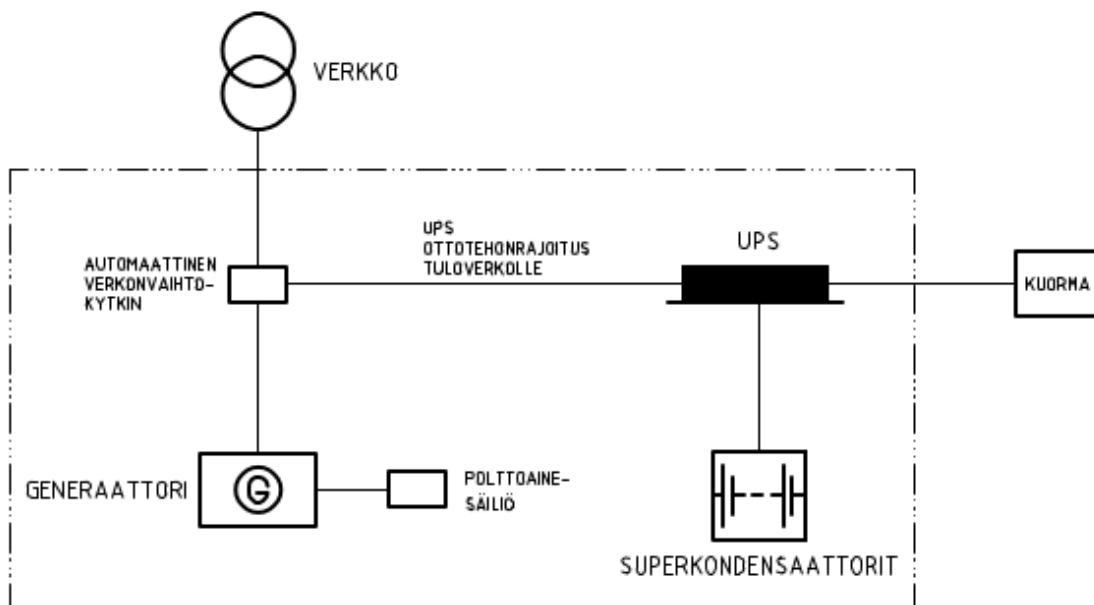 VERKKO
UPS
OTTOTEHONRAJOITUS
TULOVERKOLLE
UPS
AUTOMAATTINEN
VERKONVAIHTO-
KYTKIN
KUORMA
GENERAATTORI
G
POLTTOAINE-
SÄILIÖ
SUPERKONDENSAATTORIT